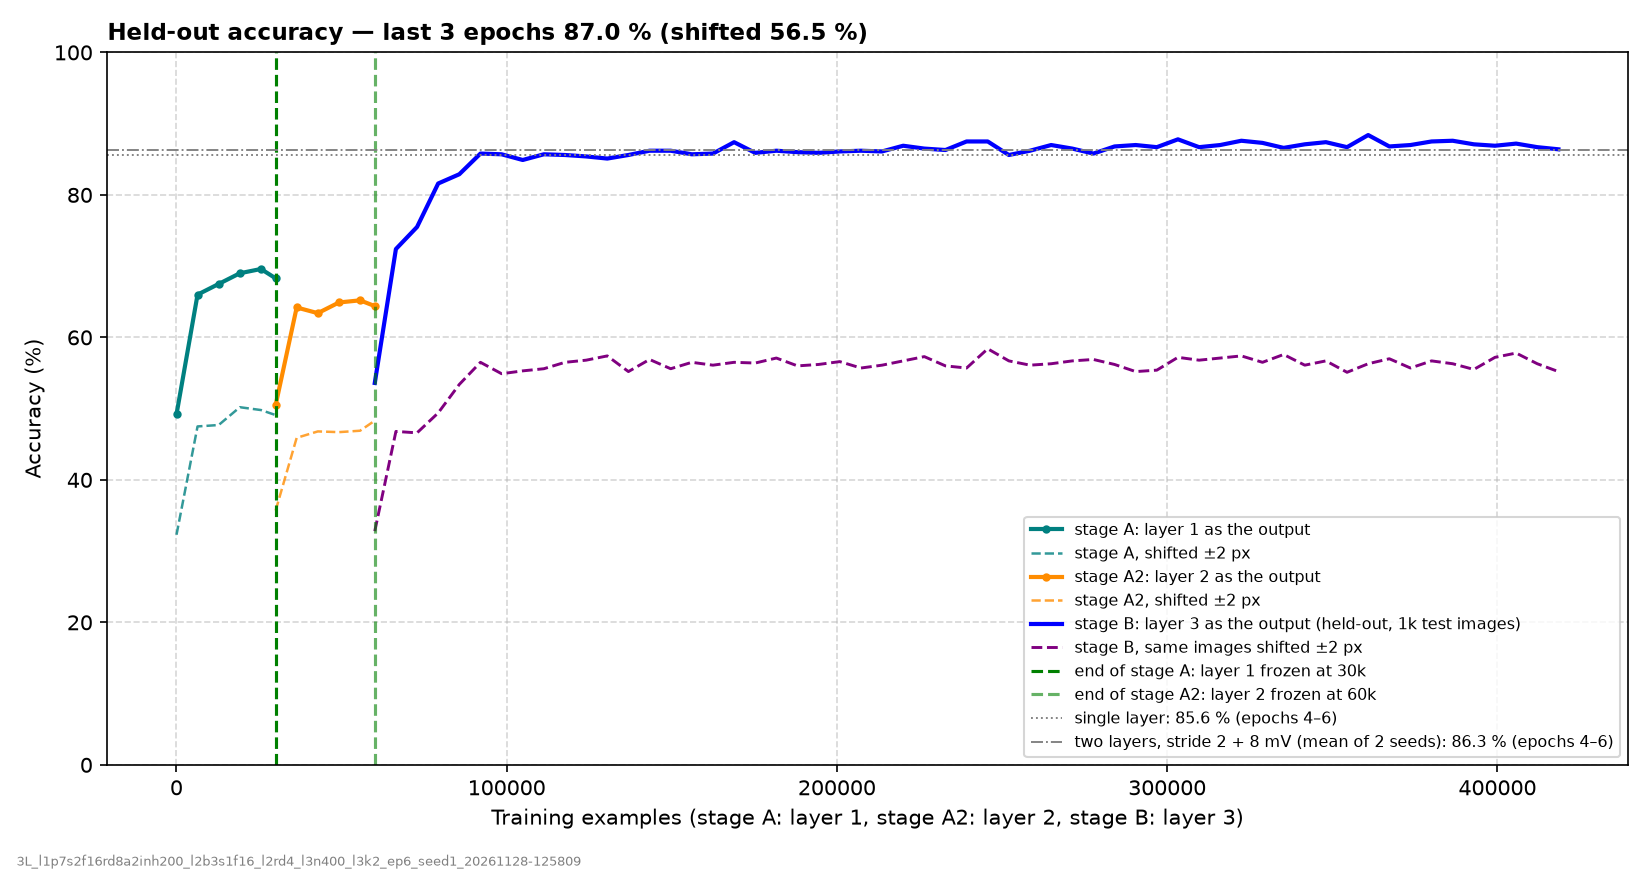 Held-out accuracy — last 3 epochs 87.0 % (shifted 56.5 %)
100
80
60
40
20
0
Accuracy (%)
stage A: layer 1 as the output
stage A, shifted ±2 px
stage A2: layer 2 as the output
stage A2, shifted ±2 px
stage B: layer 3 as the output (held-out, 1k test images)
stage B, same images shifted ±2 px
end of stage A: layer 1 frozen at 30k
end of stage A2: layer 2 frozen at 60k
single layer: 85.6 % (epochs 4–6)
two layers, stride 2 + 8 mV (mean of 2 seeds): 86.3 % (epochs 4–6)
0 100000 200000 300000 400000
Training examples (stage A: layer 1, stage A2: layer 2, stage B: layer 3)
3L_l1p7s2f16rd8a2inh200_l2b3s1f16_l2rd4_l3n400_l3k2_ep6_seed1_20261128-125809